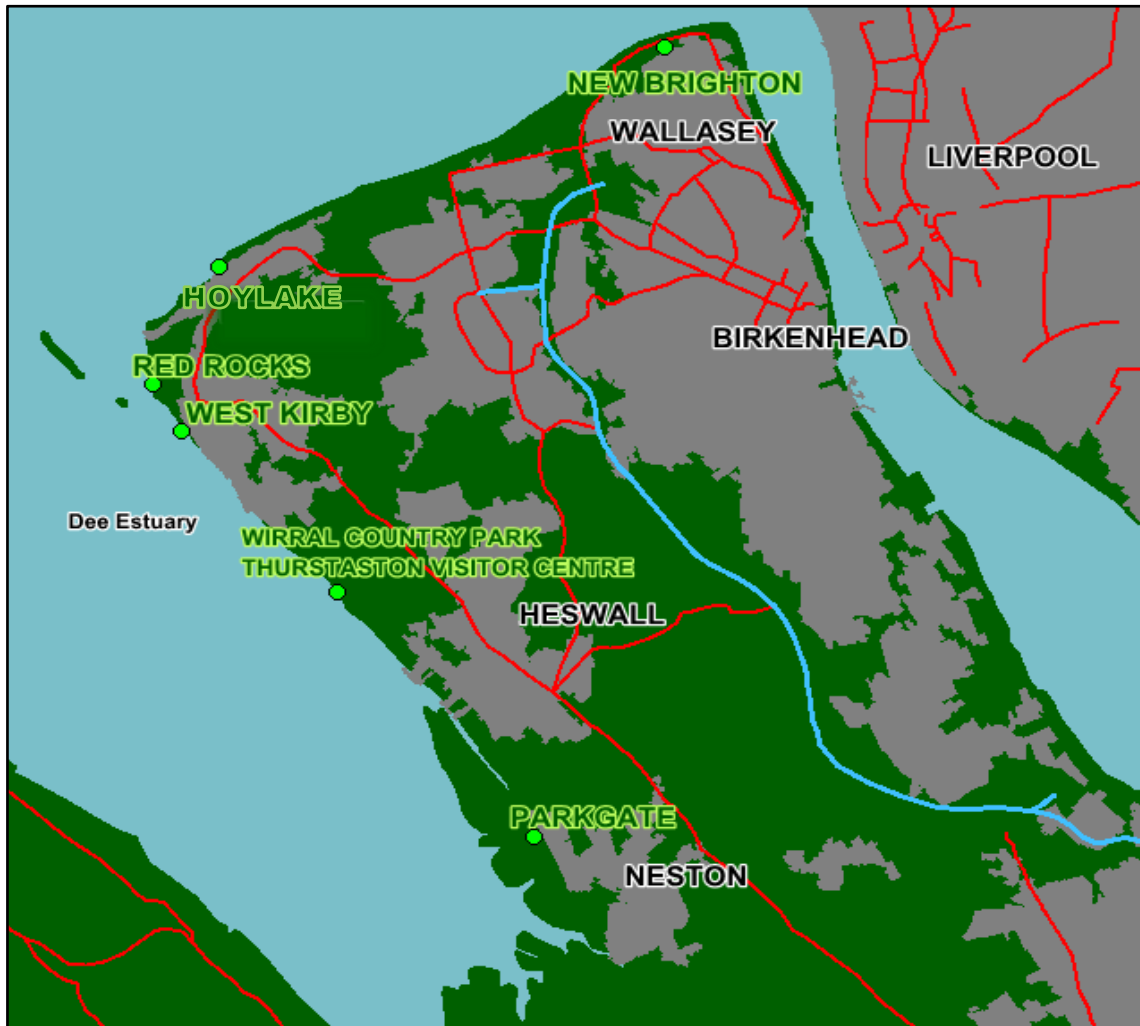 NEW BRIGHTON
WALLASEY
LIVERPOOL
HOYLAKE
BIRKENHEAD
RED ROCKS
WEST KIRBY
Dee Estuary
WIRRAL COUNTRY PARK
THURSTASTON VISITOR CENTRE
HESWALL
PARKGATE
NESTON